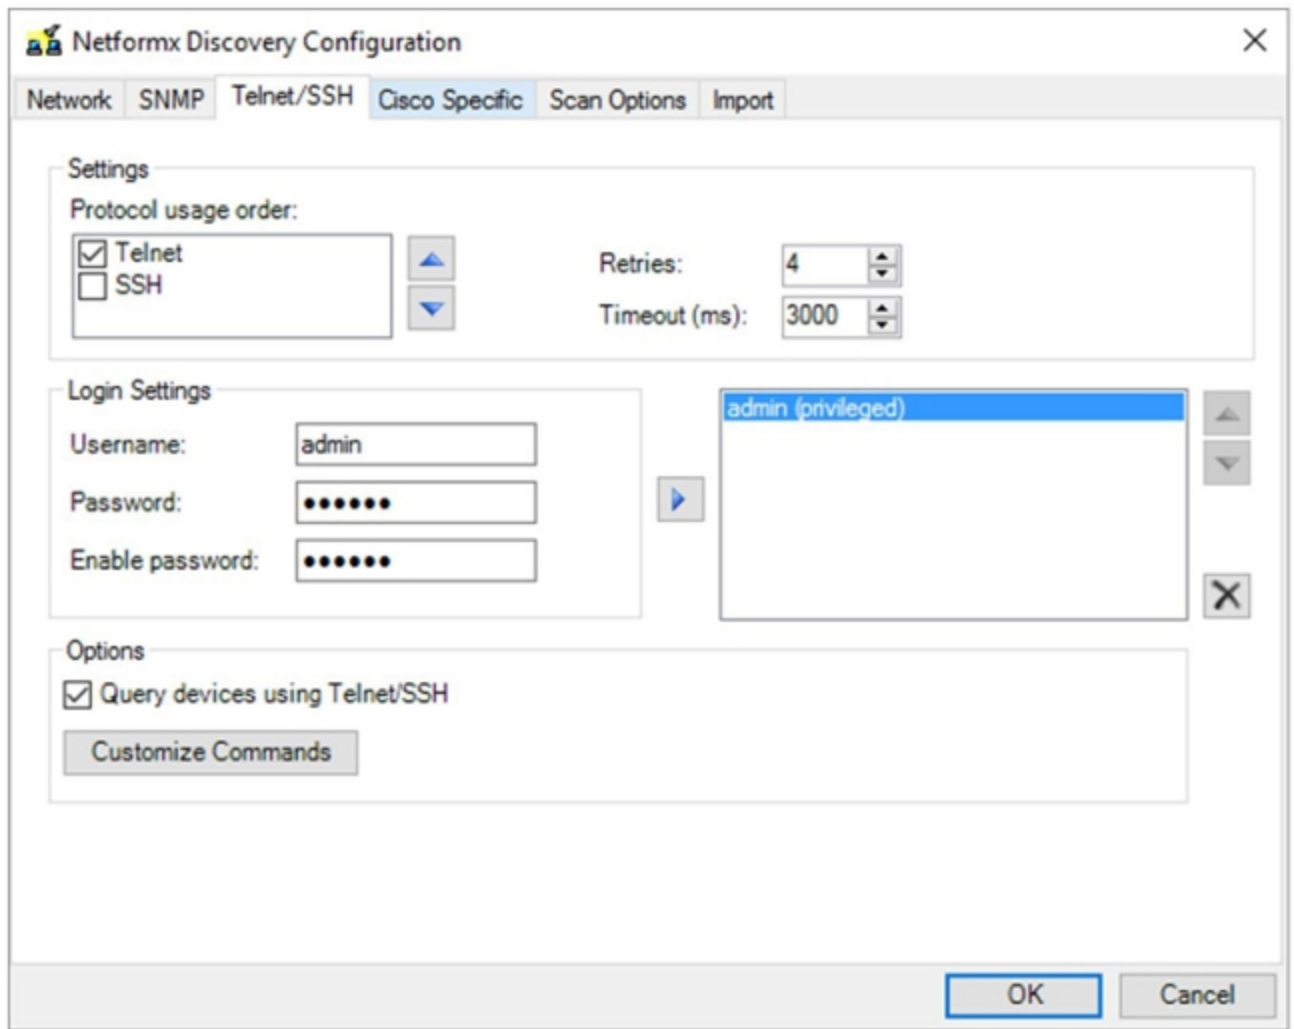 Netformx Discovery Configuration
Network SNMP Telnet/SSH Cisco Specific Scan Options Import
Settings
Protocol usage order:
Telnet
SSH
Retries: 4
Timeout (ms): 3000
Login Settings
Username: admin
Password: ••••••
Enable password: ••••••
admin (privileged)
Options
Query devices using Telnet/SSH
Customize Commands
OK Cancel